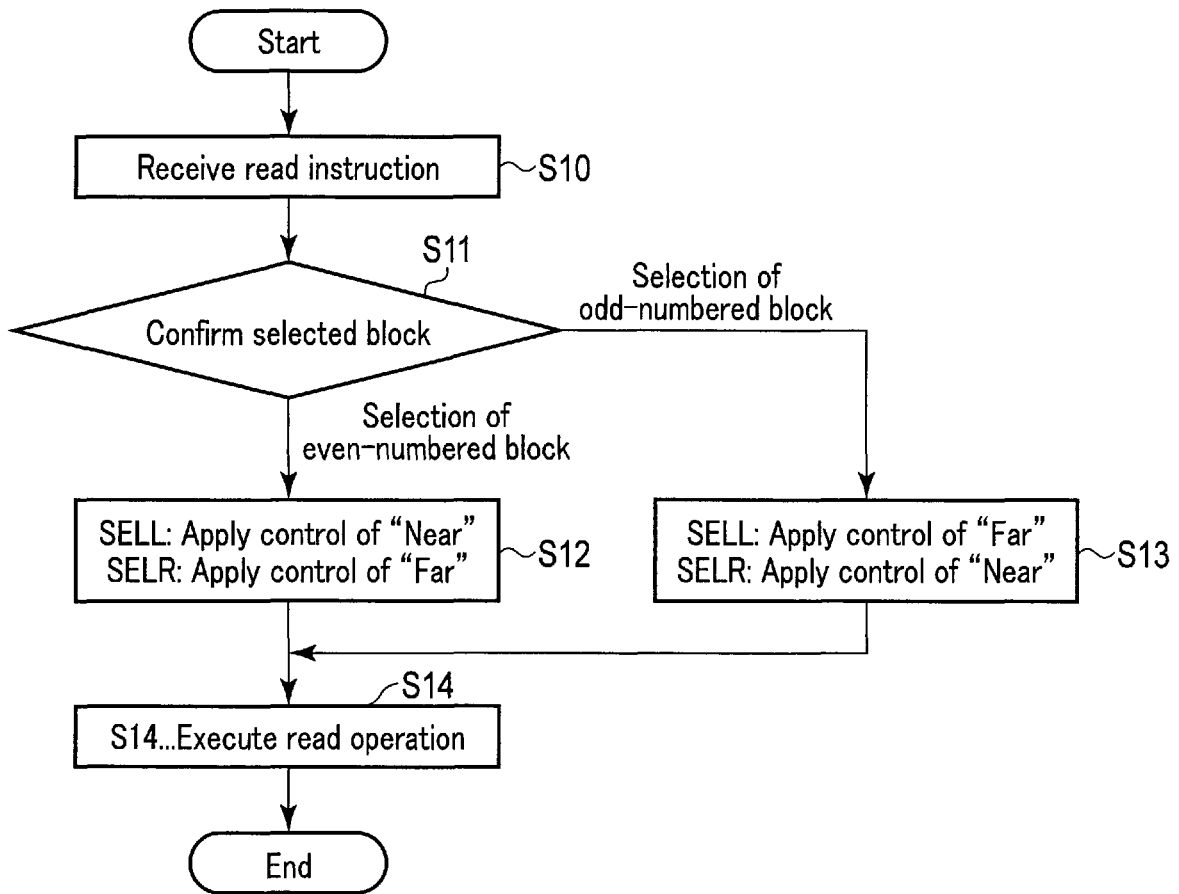 Start
Receive read instruction
S10
S11
Confirm selected block
Selection of
odd-numbered block
Selection of
even-numbered block
SELL: Apply control of “Near”
SELR: Apply control of “Far”
S12
SELL: Apply control of “Far”
SELR: Apply control of “Near”
S13
S14
S14...Execute read operation
End